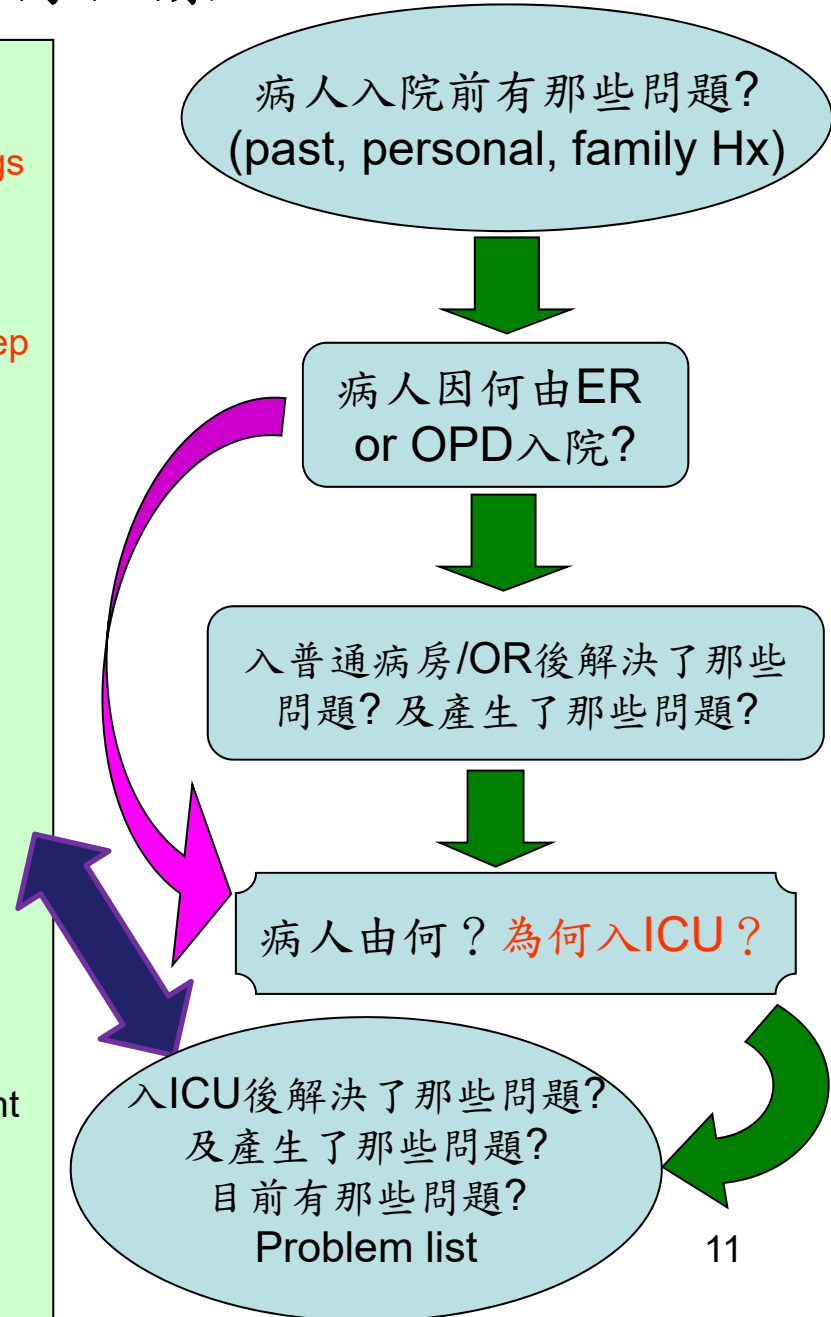 病人入院前有那些問題?
(past, personal, family Hx)
病人因何由ER
or OPD入院?
入普通病房/OR後解決了那些
問題? 及產生了那些問題?
病人由何？為何入ICU？
入ICU後解決了那些問題?
及產生了那些問題?
目前有那些問題?
Problem list
11